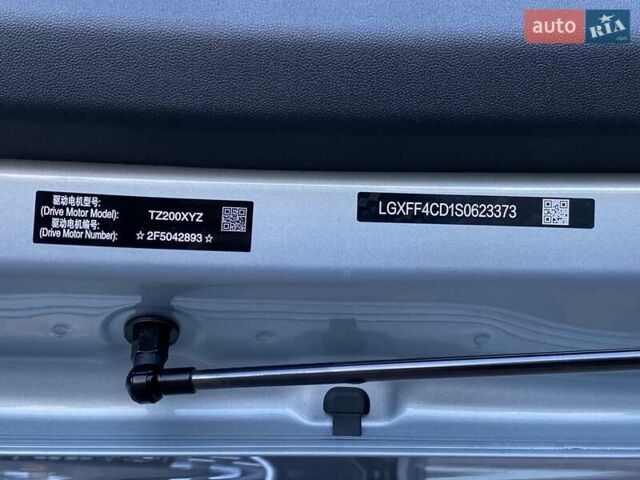 auto RIA
驱动电机型号:
(Drive Motor Model): TZ200XYZ
驱动电机编号:
(Drive Motor Number): ☆2F5042893☆
LGXFF4CD1S0623373